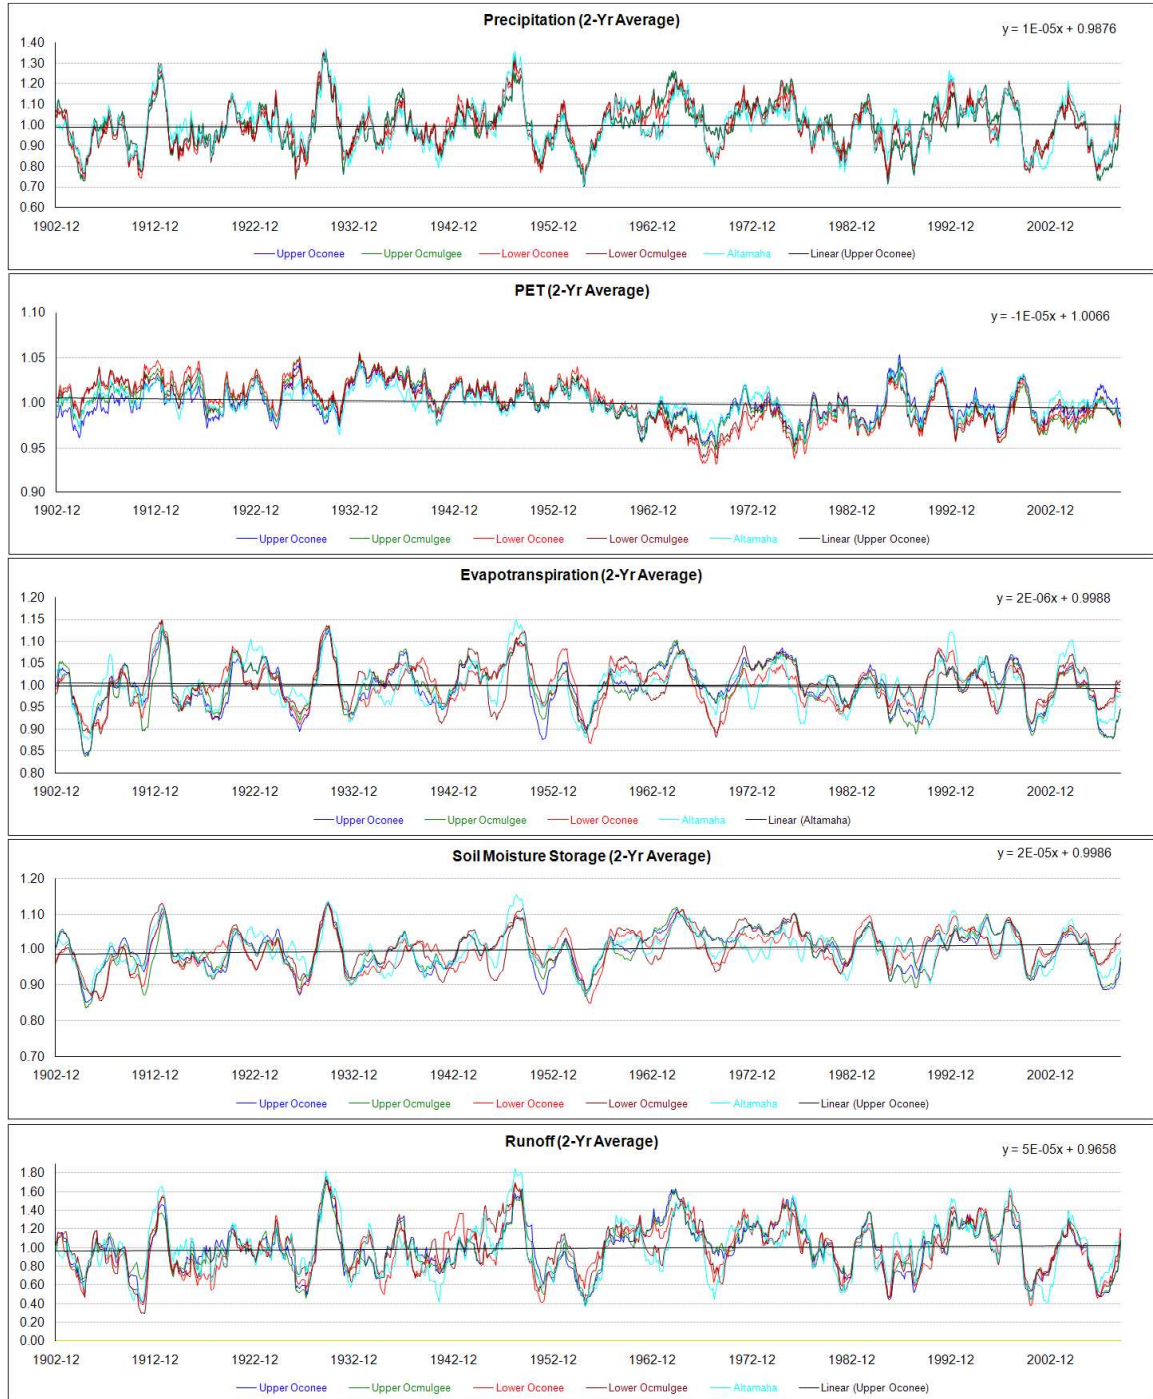 Precipitation (2-Yr Average)
y = 1E-05x + 0.9876
1.40
1.30
1.20
1.10
1.00
0.90
0.80
0.70
0.60
1902-12 1912-12 1922-12 1932-12 1942-12 1952-12 1962-12 1972-12 1982-12 1992-12 2002-12
Upper Oconee Upper Ocmulgee Lower Oconee Lower Ocmulgee Altamaha Linear (Upper Oconee)
PET (2-Yr Average)
y = -1E-05x + 1.0066
1.10
1.05
1.00
0.95
0.90
1902-12 1912-12 1922-12 1932-12 1942-12 1952-12 1962-12 1972-12 1982-12 1992-12 2002-12
Upper Oconee Upper Ocmulgee Lower Oconee Lower Ocmulgee Altamaha Linear (Upper Oconee)
Evapotranspiration (2-Yr Average)
y = 2E-06x + 0.9988
1.20
1.15
1.10
1.05
1.00
0.95
0.90
0.85
0.80
1902-12 1912-12 1922-12 1932-12 1942-12 1952-12 1962-12 1972-12 1982-12 1992-12 2002-12
Upper Oconee Upper Ocmulgee Lower Oconee Altamaha Linear (Altamaha)
Soil Moisture Storage (2-Yr Average)
y = 2E-05x + 0.9986
1.20
1.10
1.00
0.90
0.80
0.70
1902-12 1912-12 1922-12 1932-12 1942-12 1952-12 1962-12 1972-12 1982-12 1992-12 2002-12
Upper Oconee Upper Ocmulgee Lower Oconee Lower Ocmulgee Altamaha Linear (Upper Oconee)
Runoff (2-Yr Average)
y = 5E-05x + 0.9658
1.80
1.60
1.40
1.20
1.00
0.80
0.60
0.40
0.20
0.00
1902-12 1912-12 1922-12 1932-12 1942-12 1952-12 1962-12 1972-12 1982-12 1992-12 2002-12
Upper Oconee Upper Ocmulgee Lower Oconee Lower Ocmulgee Altamaha Linear (Upper Oconee)